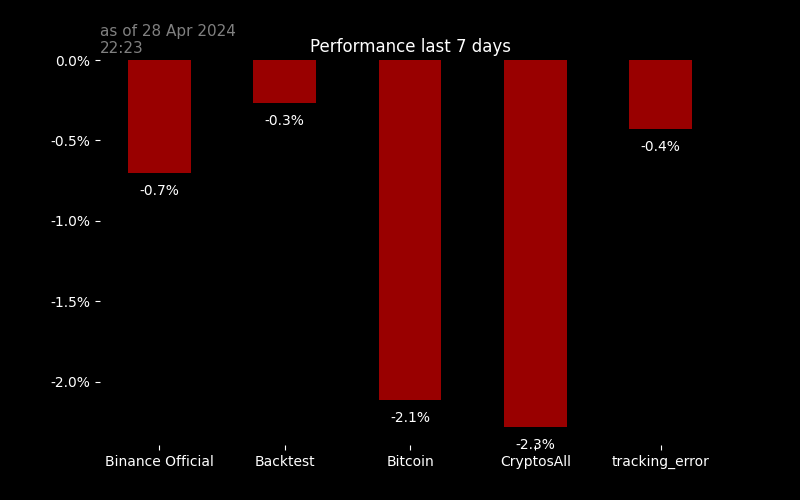 as of 28 Apr 2024
22:23
Performance last 7 days
0.0%
-0.5%
-1.0%
-1.5%
-2.0%
-0.7%
-0.3%
-2.1%
-2.3%
-0.4%
Binance Official
Backtest
Bitcoin
CryptosAll
tracking_error